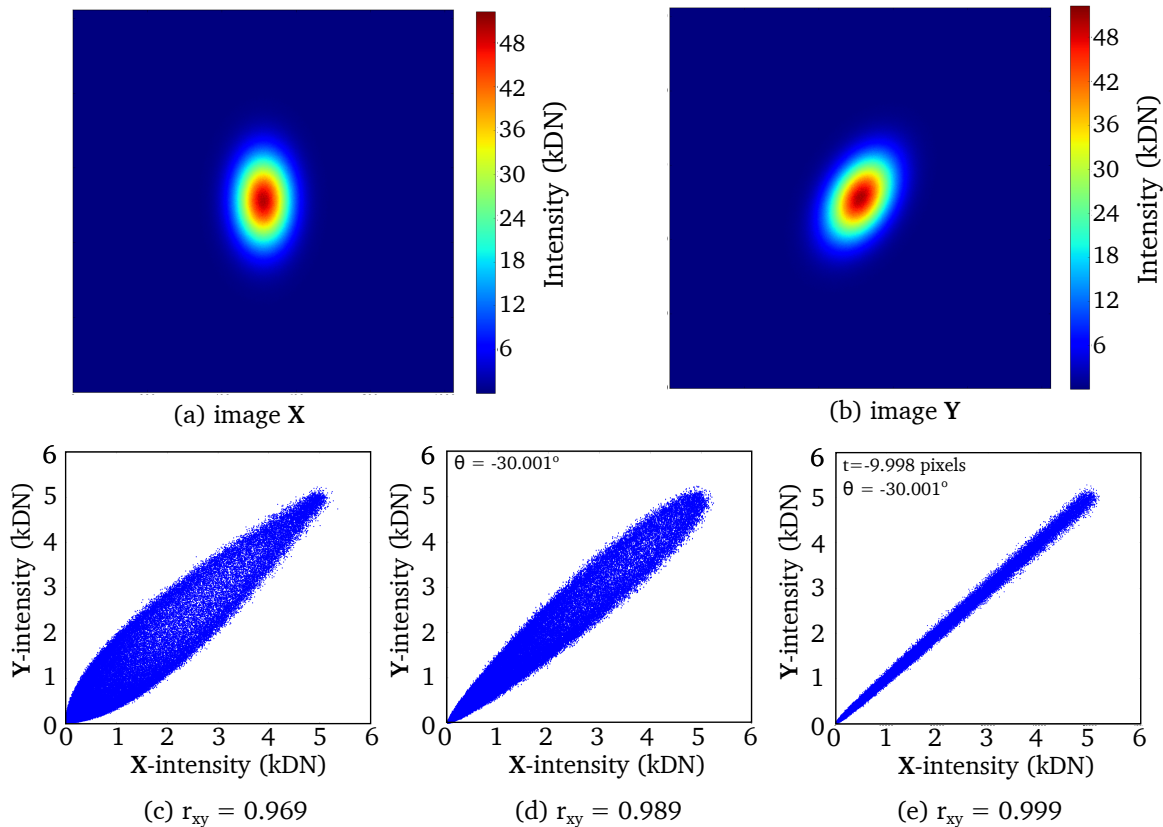 48
42
36
30
24
18
12
6
Intensity (kDN)
(a) image X
48
42
36
30
24
18
12
6
Intensity (kDN)
(b) image Y
6
5
4
3
2
1
0
Y-intensity (kDN)
0 1 2 3 4 5 6
X-intensity (kDN)
(c) r_xy = 0.969
θ = -30.001°
6
5
4
3
2
1
0
Y-intensity (kDN)
0 1 2 3 4 5 6
X-intensity (kDN)
(d) r_xy = 0.989
t=-9.998 pixels
θ = -30.001°
6
5
4
3
2
1
0
Y-intensity (kDN)
0 1 2 3 4 5 6
X-intensity (kDN)
(e) r_xy = 0.999